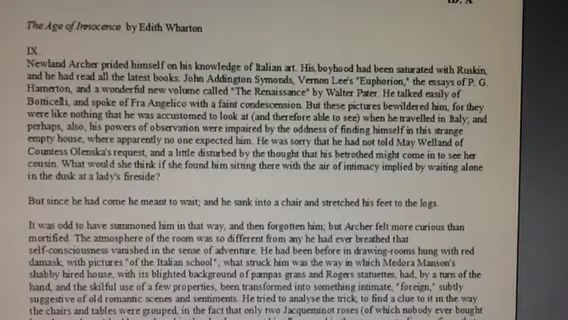 ID: A
The Age of Innocence by Edith Wharton
IX.
Newland Archer prided himself on his knowledge of Italian art. His boyhood had been saturated with Ruskin,
and he had read all the latest books: John Addington Symonds, Vernon Lee's "Euphorion," the essays of P. G.
Hamerton, and a wonderful new volume called "The Renaissance" by Walter Pater. He talked easily of
Botticelli, and spoke of Fra Angelico with a faint condescension. But these pictures bewildered him, for they
were like nothing that he was accustomed to look at (and therefore able to see) when he travelled in Italy; and
perhaps, also, his powers of observation were impaired by the oddness of finding himself in this strange
empty house, where apparently no one expected him. He was sorry that he had not told May Welland of
Countess Olenska's request, and a little disturbed by the thought that his betrothed might come in to see her
cousin. What would she think if she found him sitting there with the air of intimacy implied by waiting alone
in the dusk at a lady's fireside?
But since he had come he meant to wait; and he sank into a chair and stretched his feet to the logs.
It was odd to have summoned him in that way, and then forgotten him; but Archer felt more curious than
mortified. The atmosphere of the room was so different from any he had ever breathed that
self-consciousness vanished in the sense of adventure. He had been before in drawing-rooms hung with red
damask, with pictures "of the Italian school"; what struck him was the way in which Medora Manson's
shabby hired house, with its blighted background of pampas grass and Rogers statuettes, had, by a turn of the
hand, and the skilful use of a few properties, been transformed into something intimate, "foreign," subtly
suggestive of old romantic scenes and sentiments. He tried to analyse the trick, to find a clue to it in the way
the chairs and tables were grouped, in the fact that only two Jacqueminot roses (of which nobody ever bought